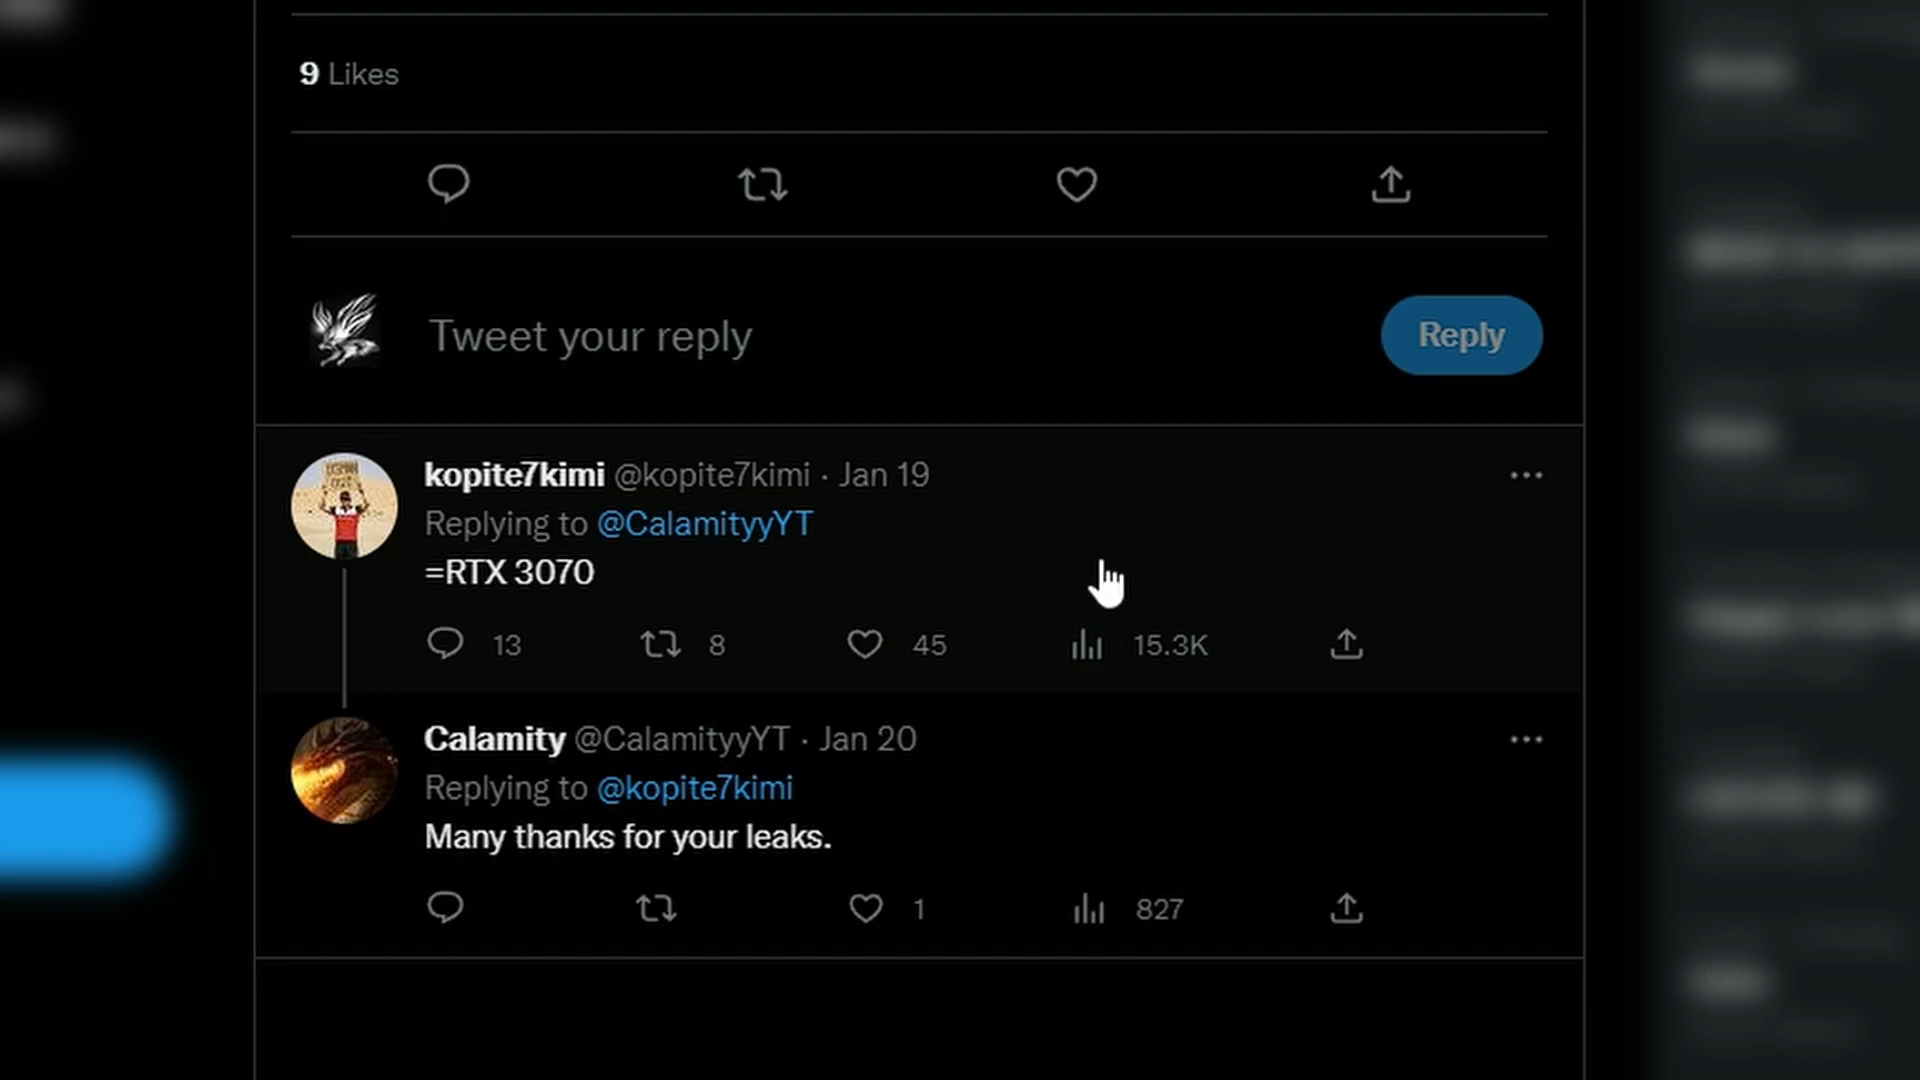 9 Likes
Tweet your reply
Reply
kopite7kimi @kopite7kimi · Jan 19
Replying to @CalamityyYT
=RTX 3070
13 8 45 15.3K
Calamity @CalamityyYT · Jan 20
Replying to @kopite7kimi
Many thanks for your leaks.
1 827